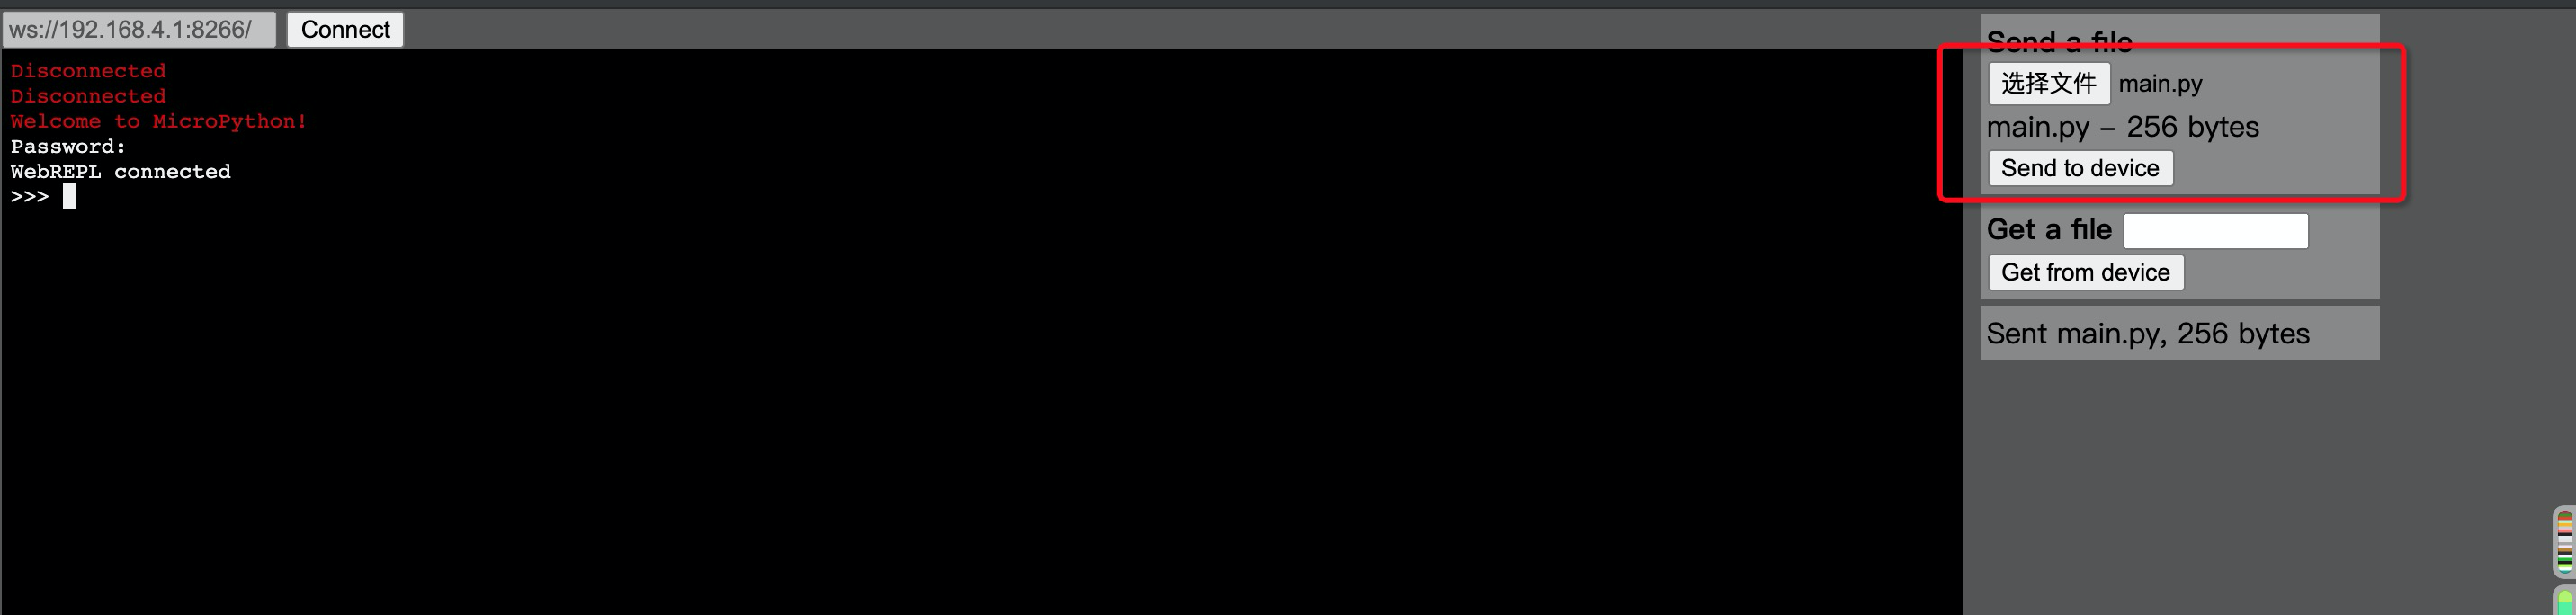 ws://192.168.4.1:8266/ Connect
Disconnected
Disconnected
Welcome to MicroPython!
Password:
WebREPL connected
>>>
Send a file
选择文件 main.py
main.py – 256 bytes
Send to device
Get a file
Get from device
Sent main.py, 256 bytes